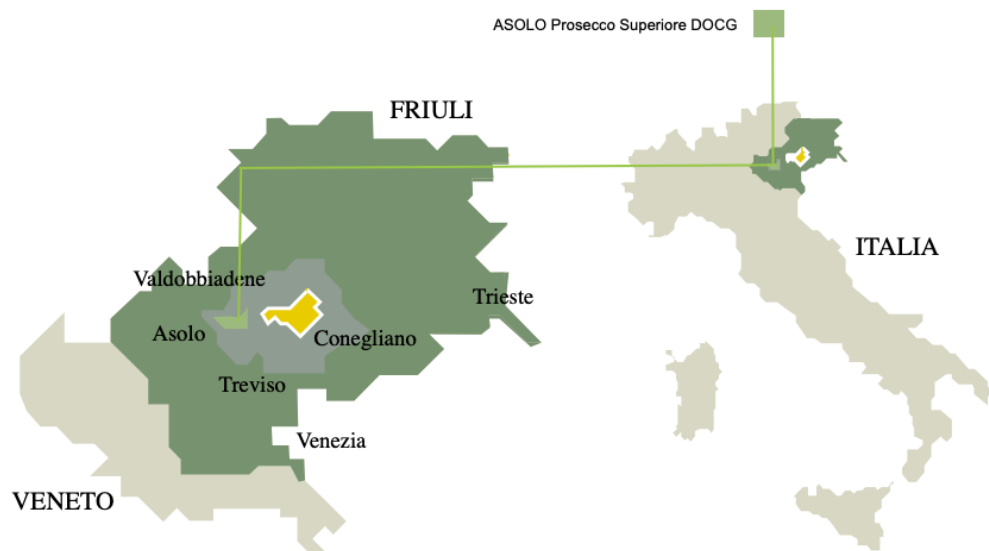 ASOLO Prosecco Superiore DOCG
FRIULI
ITALIA
Valdobbiadene
Trieste
Asolo
Conegliano
Treviso
Venezia
VENETO